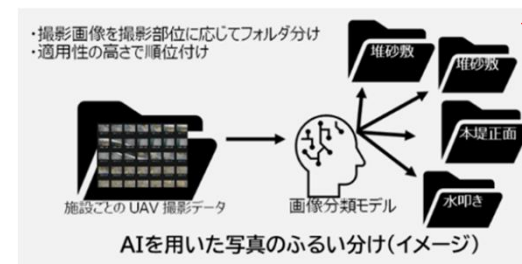 ・撮影画像を撮影部位に応じてフォルダ分け
・適用性の高さで順位付け
堆砂敷
堆砂敷
本堤正面
水叩き
施設ごとの UAV 撮影データ
画像分類モデル
AIを用いた写真のふるい分け(イメージ)